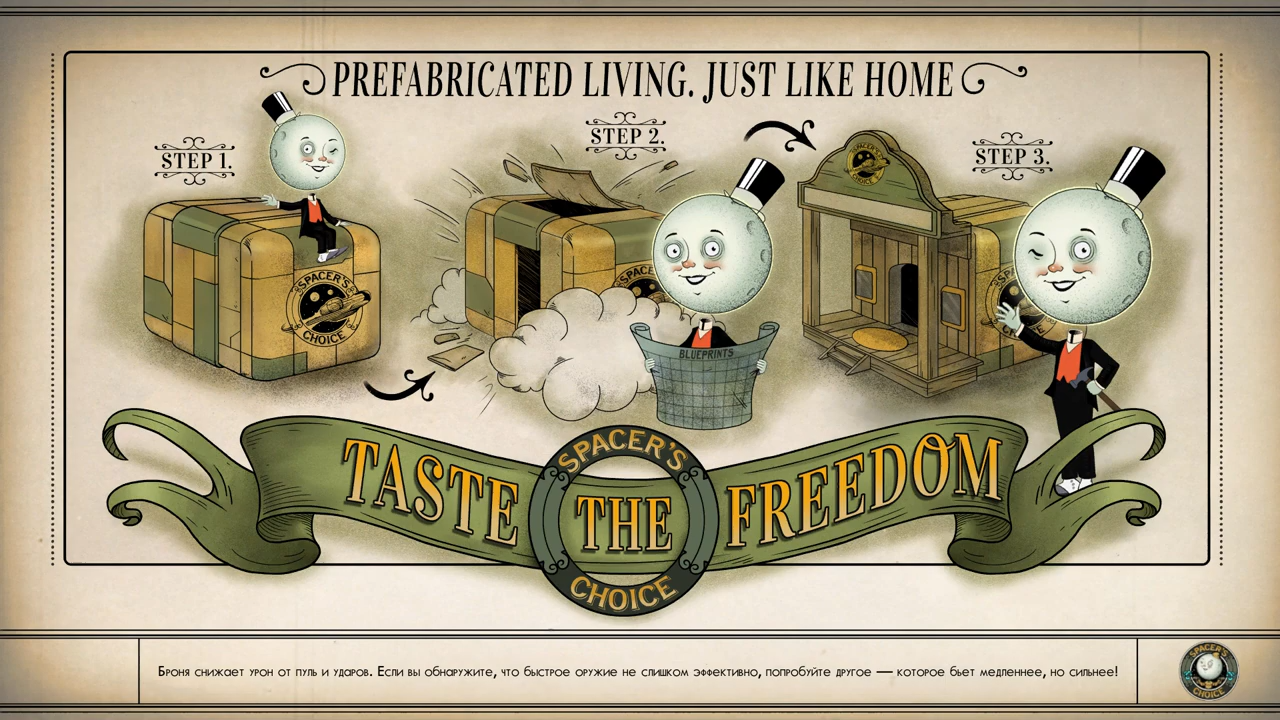 PREFABRICATED LIVING. JUST LIKE HOME
STEP 1.
STEP 2.
STEP 3.
SPACER'S
CHOICE
SPACER'S
CHOICE
BLUEPRINTS
TASTE THE FREEDOM
SPACER'S
CHOICE
Броня снижает урон от пуль и ударов. Если вы обнаружите, что быстрое оружие не слишком эффективно, попробуйте другое — которое бьет медленнее, но сильнее!
SPACER'S
CHOICE